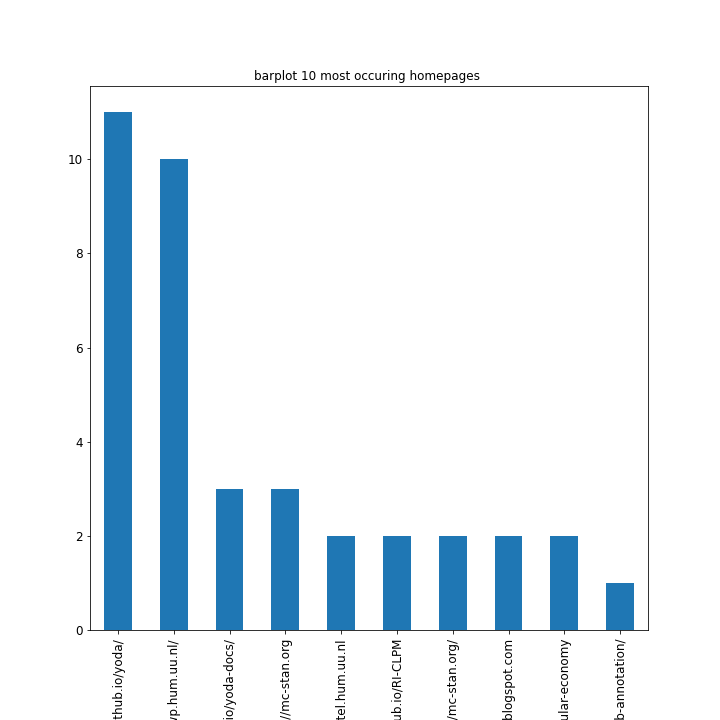 barplot 10 most occuring homepages
10
8
6
4
2
0
thub.io/yoda/
vp.hum.uu.nl/
io/yoda-docs/
//mc-stan.org
tel.hum.uu.nl
ub.io/RI-CLPM
/mc-stan.org/
blogspot.com
ular-economy
b-annotation/